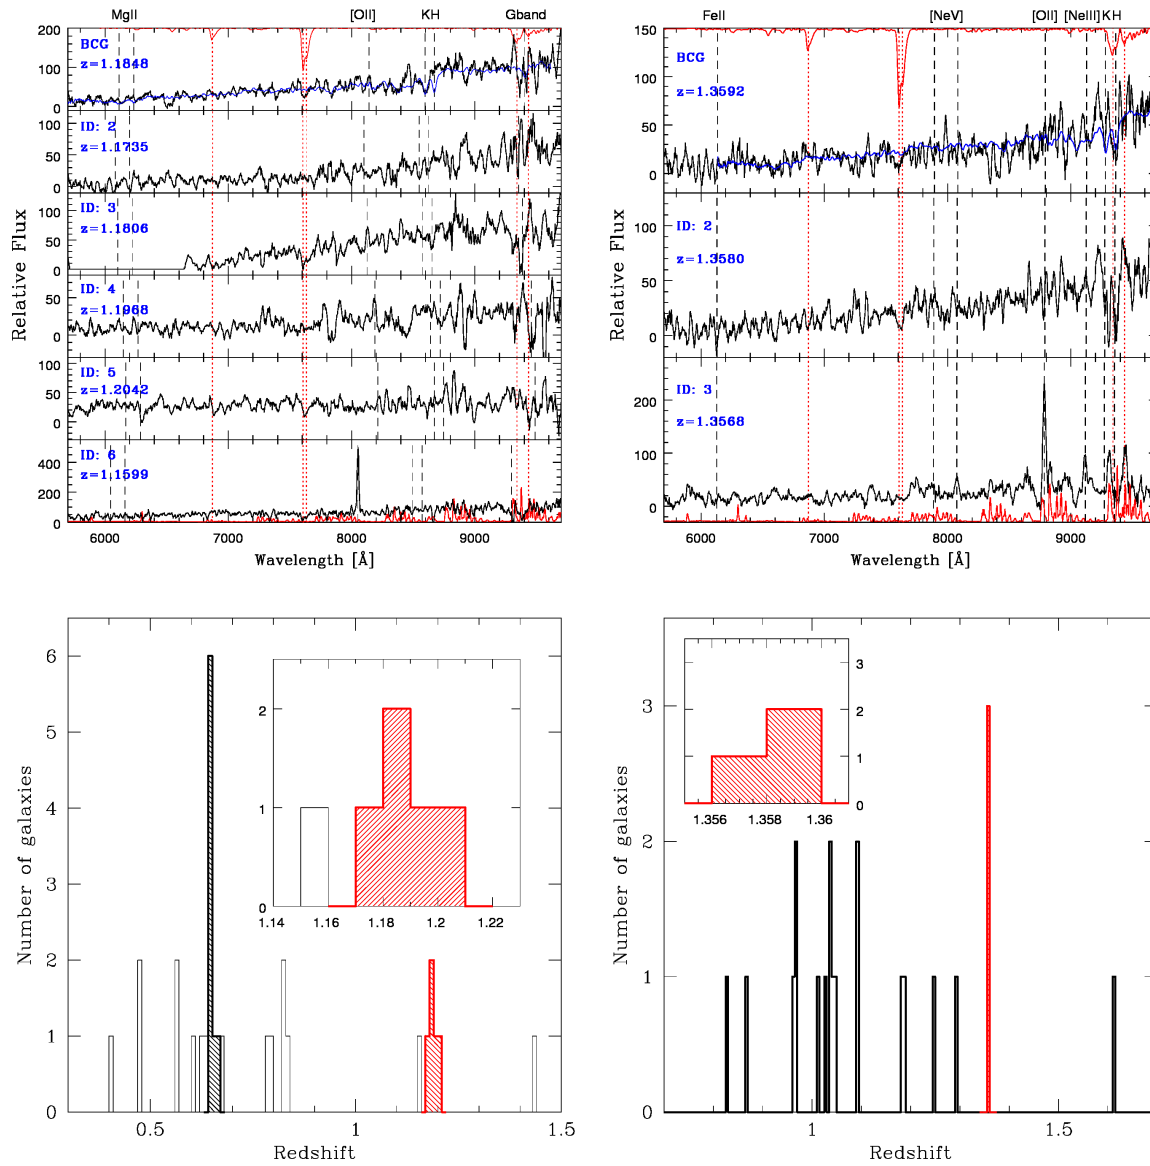 MgII [OII] KH Gband
BCG
z=1.1848
200
100
0
ID: 2
z=1.1735
100
50
0
ID: 3
z=1.1806
100
50
0
ID: 4
z=1.1968
50
0
ID: 5
z=1.2042
100
50
0
ID: 6
z=1.1599
400
200
0
Relative Flux
6000 7000 8000 9000
Wavelength [Å]
FeII [NeV] [OII] [NeIII] KH
BCG
z=1.3592
150
100
50
0
ID: 2
z=1.3580
100
50
0
ID: 3
z=1.3568
200
100
0
Relative Flux
6000 7000 8000 9000
Wavelength [Å]
6
5
4
3
2
1
0
Number of galaxies
2
1
0
1.14 1.16 1.18 1.2 1.22
0.5 1 1.5
Redshift
3
2
1
0
Number of galaxies
3
2
1
0
1.356 1.358 1.36
1 1.5
Redshift